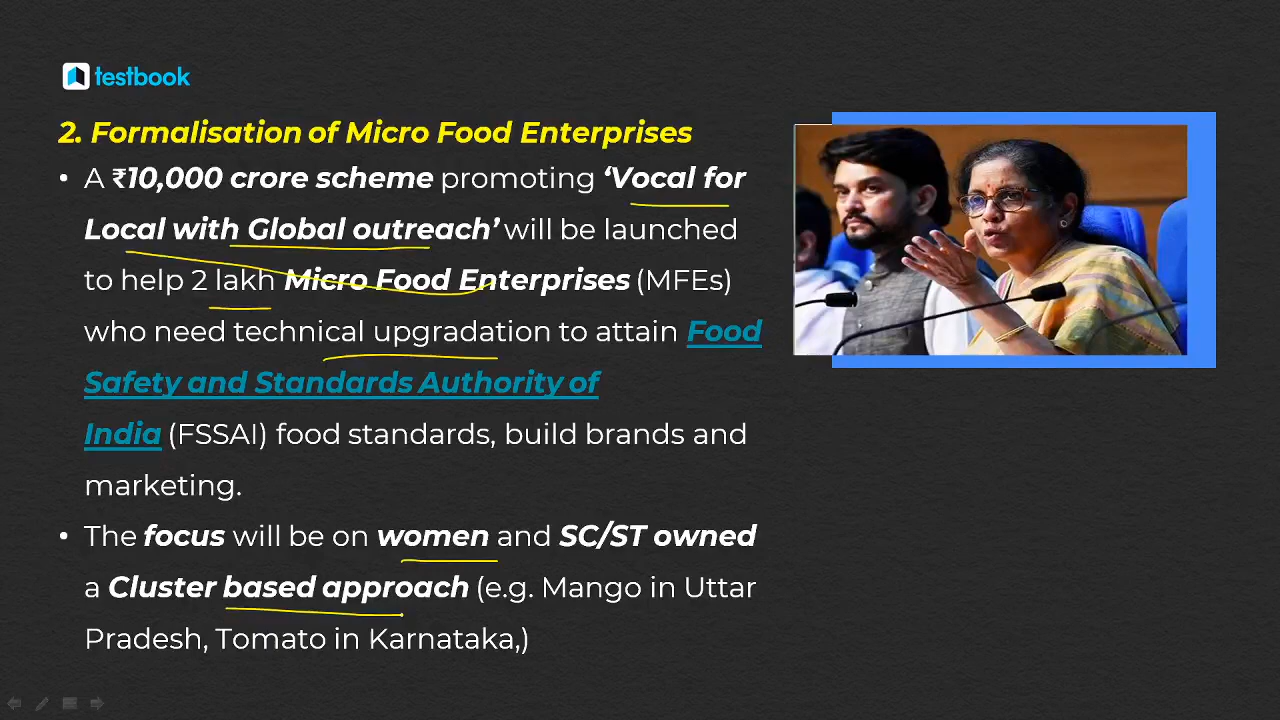 testbook
2. Formalisation of Micro Food Enterprises
• A ₹10,000 crore scheme promoting ‘Vocal for
Local with Global outreach’ will be launched
to help 2 lakh Micro Food Enterprises (MFEs)
who need technical upgradation to attain Food
Safety and Standards Authority of
India (FSSAI) food standards, build brands and
marketing.
• The focus will be on women and SC/ST owned
a Cluster based approach (e.g. Mango in Uttar
Pradesh, Tomato in Karnataka,)